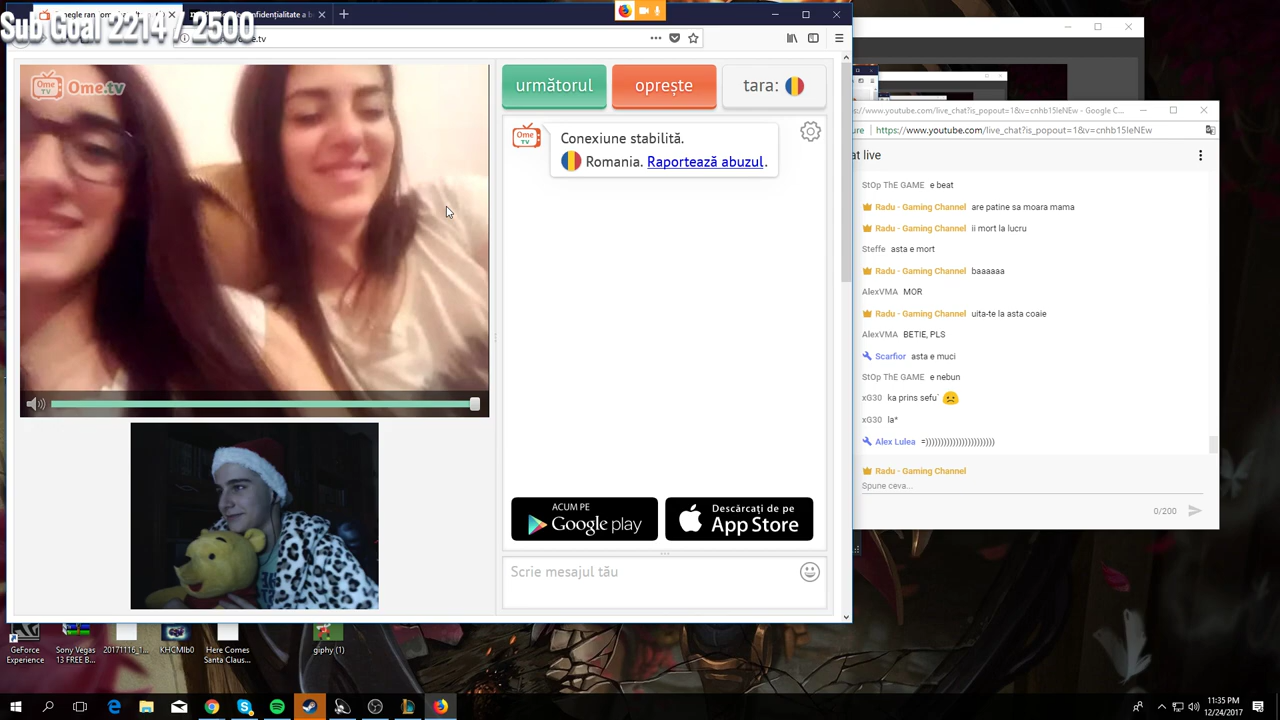 Sub Goal 2214 / 2500
Ome.tv
următorul
oprește
tara:
Ome TV
Conexiune stabilită.
Romania. Raportează abuzul.
ACUM PE
Google play
Descărcați de pe
App Store
Scrie mesajul tău
https://www.youtube.com/live_chat?is_popout=1&v=cnhb15leNEw
StOp ThE GAME e beat
Radu - Gaming Channel are patine sa moara mama
Radu - Gaming Channel ii mort la lucru
Steffe asta e mort
Radu - Gaming Channel baaaaaa
AlexVMA MOR
Radu - Gaming Channel uita-te la asta coaie
AlexVMA BETIE, PLS
Scarfior asta e muci
StOp ThE GAME e nebun
xG30 ka prins sefu´
xG30 la*
Alex Lulea =))))))))))))))))))))))))
Radu - Gaming Channel
Spune ceva...
0/200
GeForce
Experience
Sony Vegas
13 FREE B...
20171116_1...
KHCMIb0
Here Comes
Santa Claus...
giphy (1)
11:35 PM
12/24/2017